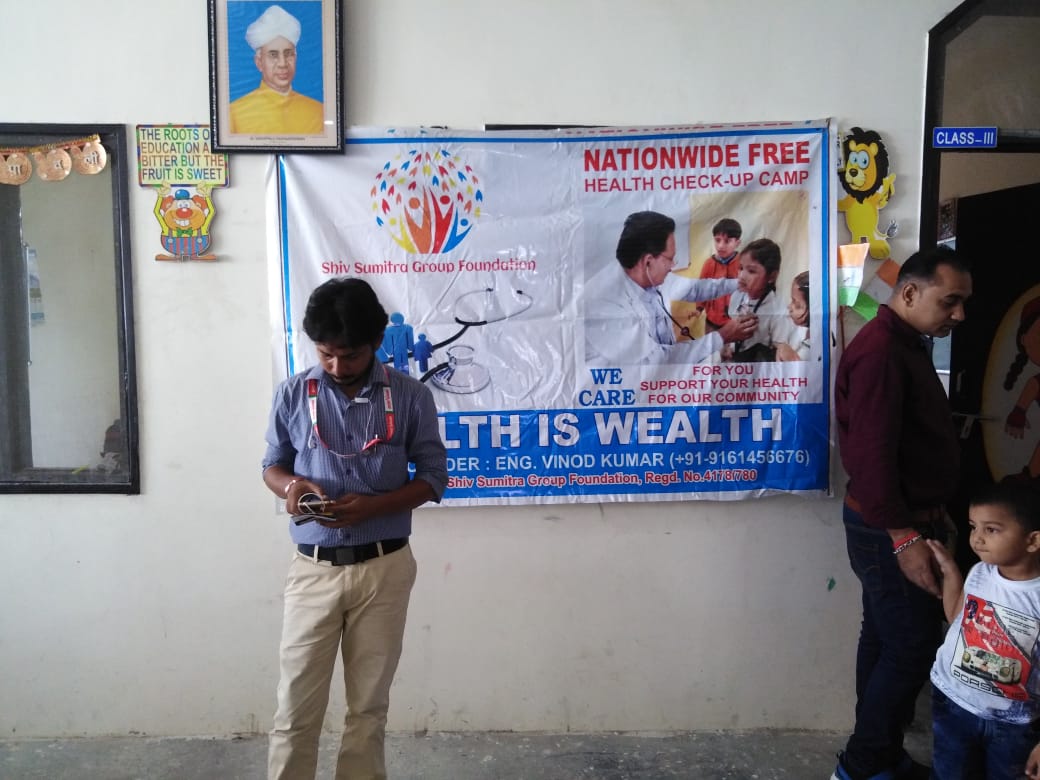 THE ROOTS O
EDUCATION A
BITTER BUT THE
FRUIT IS SWEET
Shiv Sumitra Group Foundation
NATIONWIDE FREE
HEALTH CHECK-UP CAMP
WE
CARE
FOR YOU
SUPPORT YOUR HEALTH
FOR OUR COMMUNITY
LTH IS WEALTH
DER : ENG. VINOD KUMAR (+91-9161456676)
Shiv Sumitra Group Foundation, Regd. No.4178/780
CLASS-III
PORSCHE